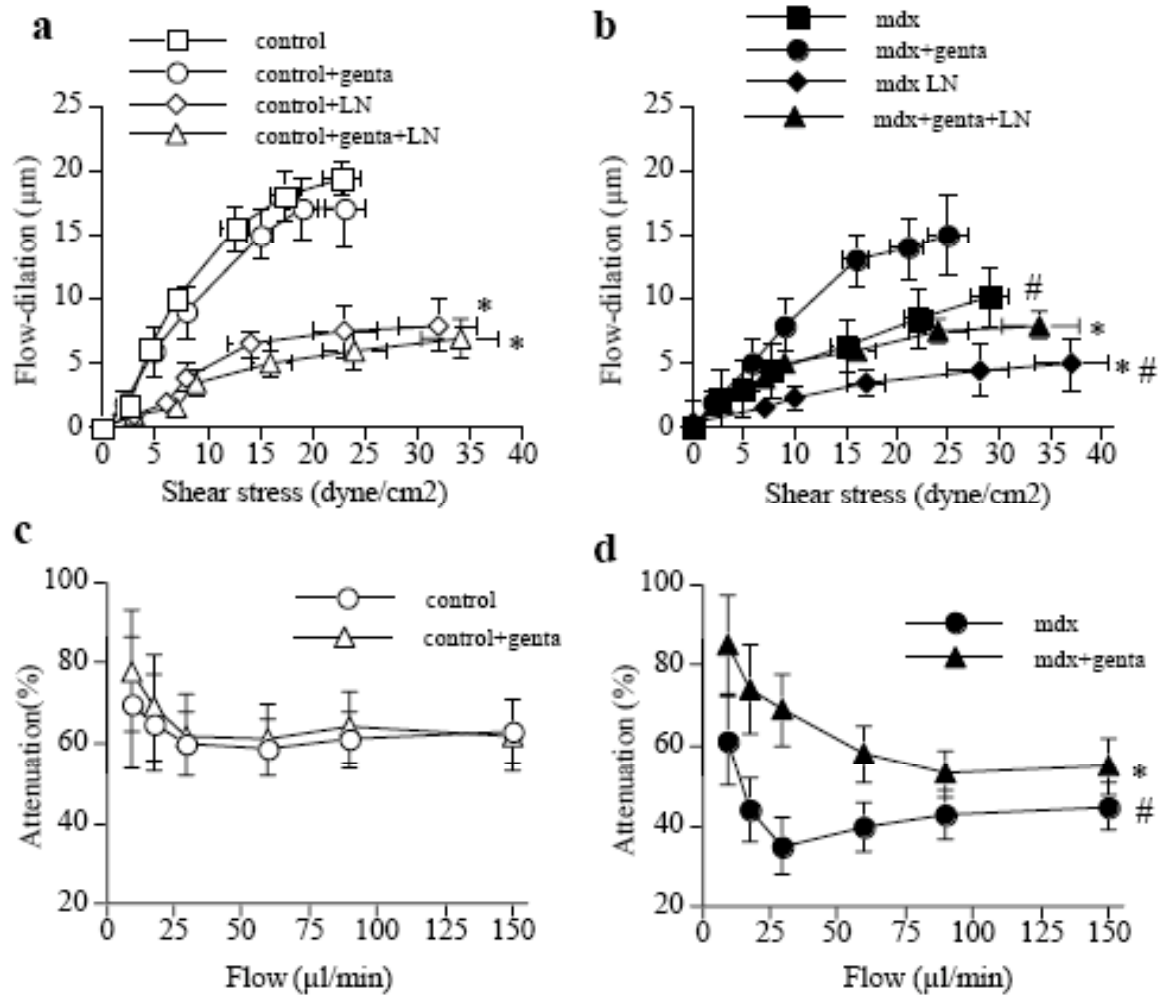 a
control
control+genta
control+LN
control+genta+LN
25
20
15
10
5
0
Flow-dilation (μm)
*
*
0 5 10 15 20 25 30 35 40
Shear stress (dyne/cm2)
b
mdx
mdx+genta
mdx LN
mdx+genta+LN
25
20
15
10
5
0
Flow-dilation (μm)
#
*
* #
0 5 10 15 20 25 30 35 40
Shear stress (dyne/cm2)
c
control
control+genta
100
80
60
40
20
Attenuation(%)
0 25 50 75 100 125 150
Flow (μl/min)
d
mdx
mdx+genta
100
80
60
40
20
Attenuation (%)
*
#
0 25 50 75 100 125 150
Flow (μl/min)